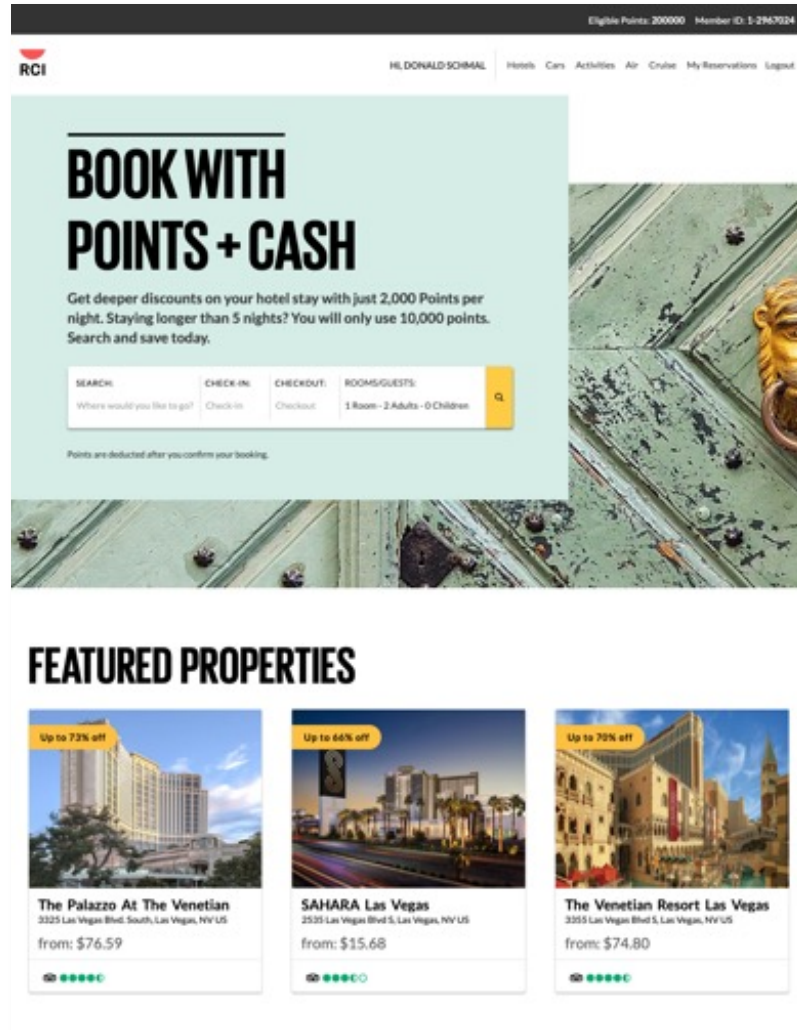 Eligible Points: 200000 Member ID: 1-2967024
RCI
HI, DONALD SCHMAL Hotels Cars Activities Air Cruise My Reservations Logout
BOOK WITH
POINTS + CASH
Get deeper discounts on your hotel stay with just 2,000 Points per
night. Staying longer than 5 nights? You will only use 10,000 points.
Search and save today.
SEARCH: CHECK-IN: CHECKOUT: ROOMS/GUESTS:
Where would you like to go? Check-in Checkout 1 Room - 2 Adults - 0 Children
Points are deducted after you confirm your booking.
FEATURED PROPERTIES
Up to 73% off Up to 66% off Up to 70% off
S
The Palazzo At The Venetian SAHARA Las Vegas The Venetian Resort Las Vegas
3325 Las Vegas Blvd. South, Las Vegas, NV US 2535 Las Vegas Blvd S, Las Vegas, NV US 3355 Las Vegas Blvd S, Las Vegas, NV US
from: $76.59 from: $15.68 from: $74.80